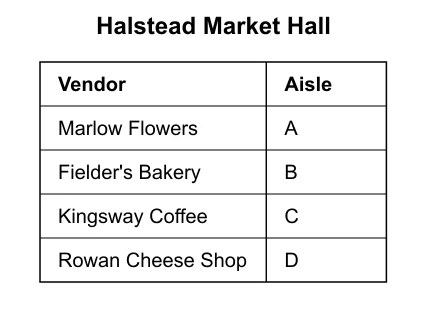 Halstead Market Hall
Vendor Aisle
Marlow Flowers A
Fielder's Bakery B
Kingsway Coffee C
Rowan Cheese Shop D